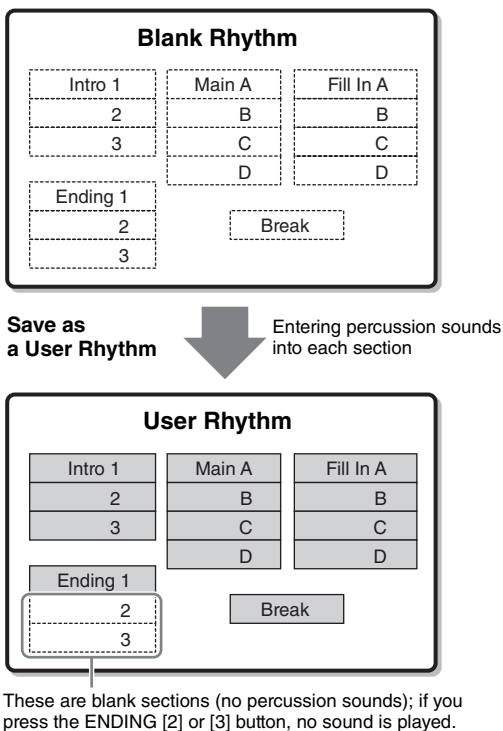 Blank Rhythm
Intro 1
2
3
Main A
B
C
D
Fill In A
B
C
D
Ending 1
2
3
Break
Save as
a User Rhythm
Entering percussion sounds
into each section
User Rhythm
Intro 1
2
3
Main A
B
C
D
Fill In A
B
C
D
Ending 1
2
3
Break
These are blank sections (no percussion sounds); if you
press the ENDING [2] or [3] button, no sound is played.